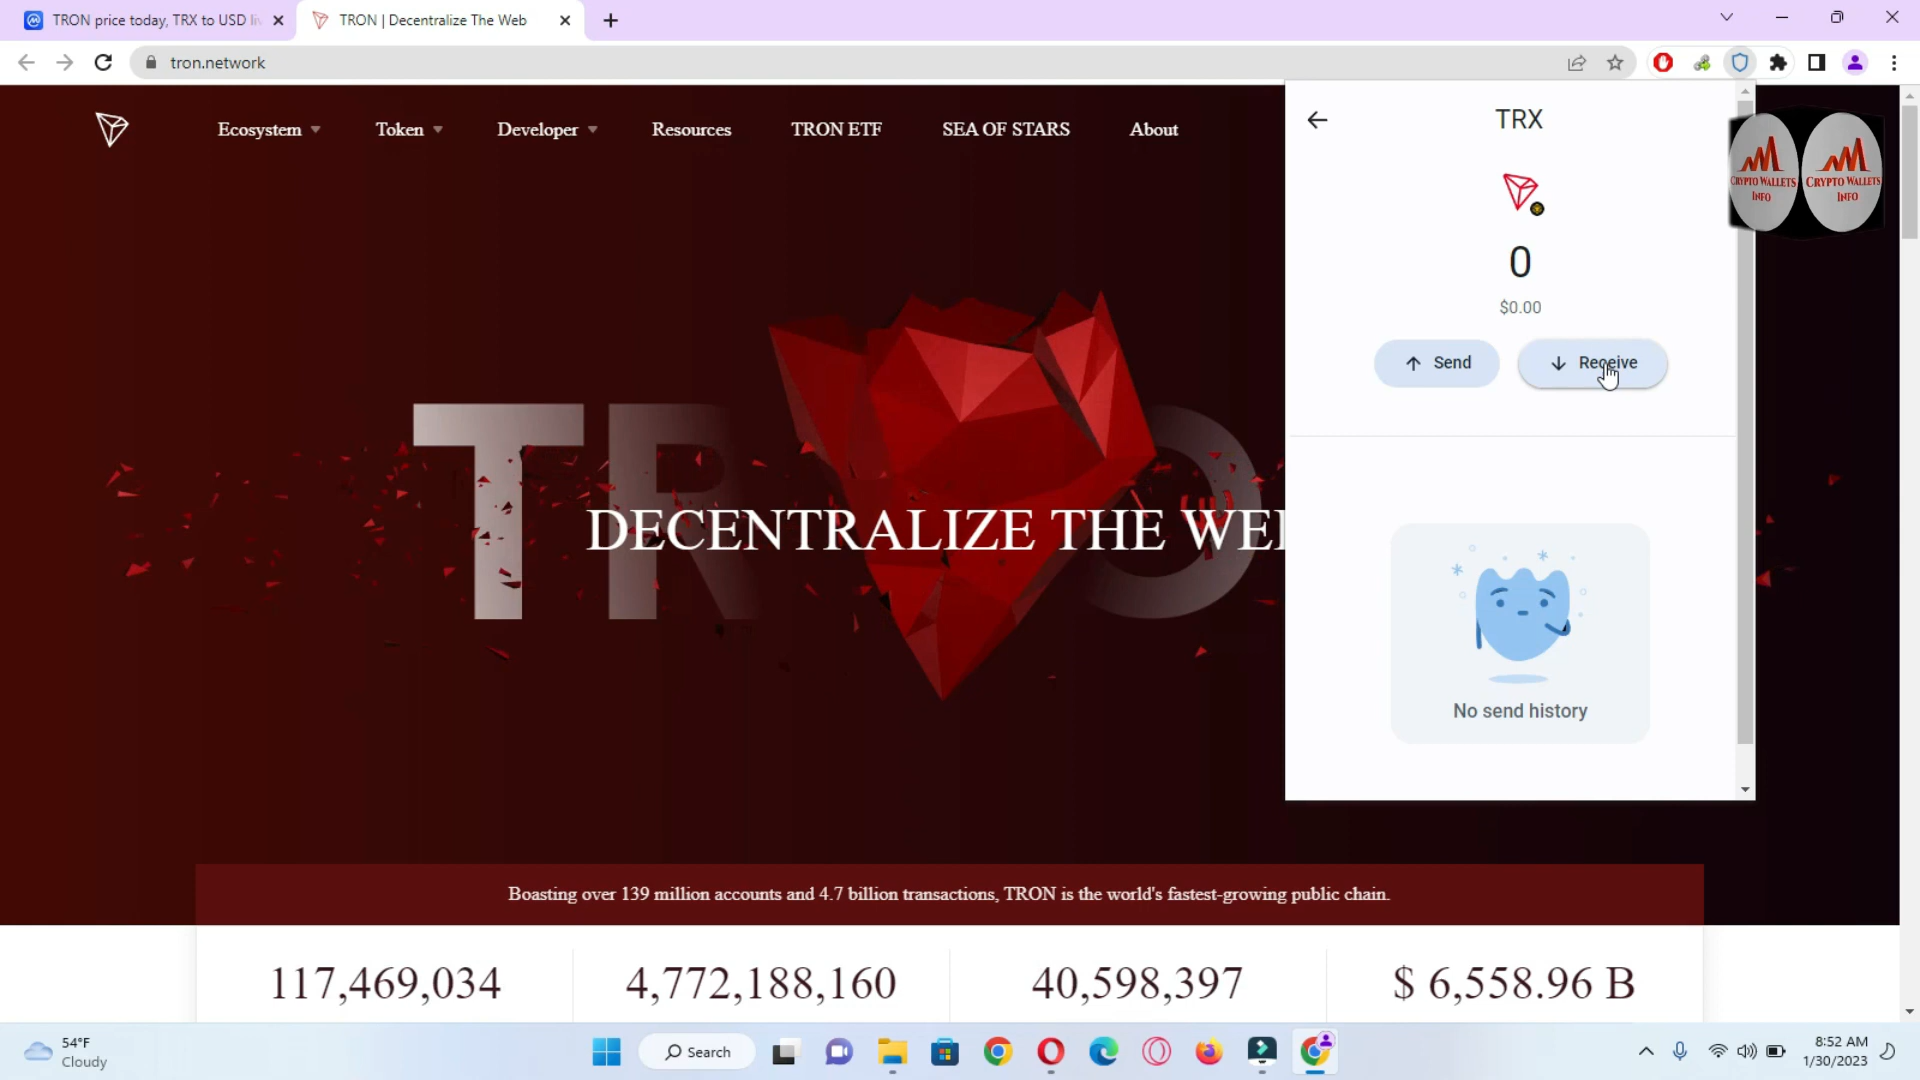 TRON price today, TRX to USD li
TRON | Decentralize The Web
tron.network
Ecosystem
Token
Developer
Resources
TRON ETF
SEA OF STARS
About
TRX
CRYPTO WALLETS
INFO
CRYPTO WALLETS
INFO
0
$0.00
Send
Receive
TR O
DECENTRALIZE THE WE
No send history
Boasting over 139 million accounts and 4.7 billion transactions, TRON is the world's fastest-growing public chain.
117,469,034
4,772,188,160
40,598,397
$ 6,558.96 B
54°F
Cloudy
Search
8:52 AM
1/30/2023